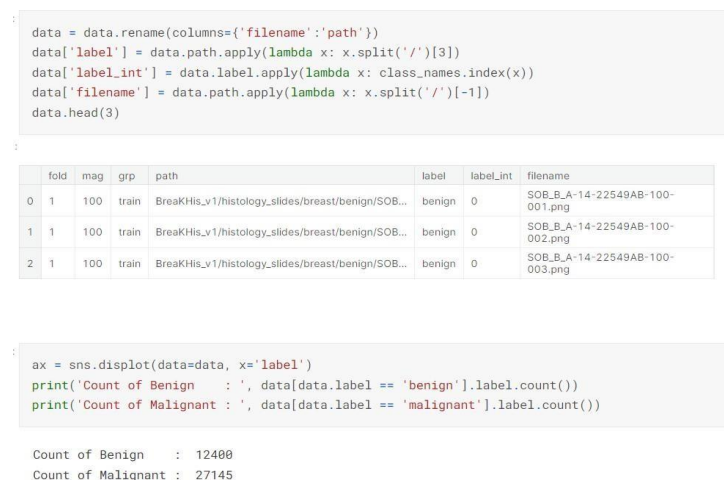 data = data.rename(columns={'filename':'path'})
data['label'] = data.path.apply(lambda x: x.split('/')[3])
data['label_int'] = data.label.apply(lambda x: class_names.index(x))
data['filename'] = data.path.apply(lambda x: x.split('/')[-1])
data.head(3)
fold mag grp path label label_int filename
0 1 100 train BreaKHis_v1/histology_slides/breast/benign/SOB... benign 0 SOB_B_A-14-22549AB-100-
001.png
1 1 100 train BreaKHis_v1/histology_slides/breast/benign/SOB... benign 0 SOB_B_A-14-22549AB-100-
002.png
2 1 100 train BreaKHis_v1/histology_slides/breast/benign/SOB... benign 0 SOB_B_A-14-22549AB-100-
003.png
ax = sns.displot(data=data, x='label')
print('Count of Benign    : ', data[data.label == 'benign'].label.count())
print('Count of Malignant : ', data[data.label == 'malignant'].label.count())
Count of Benign    :  12400
Count of Malignant :  27145